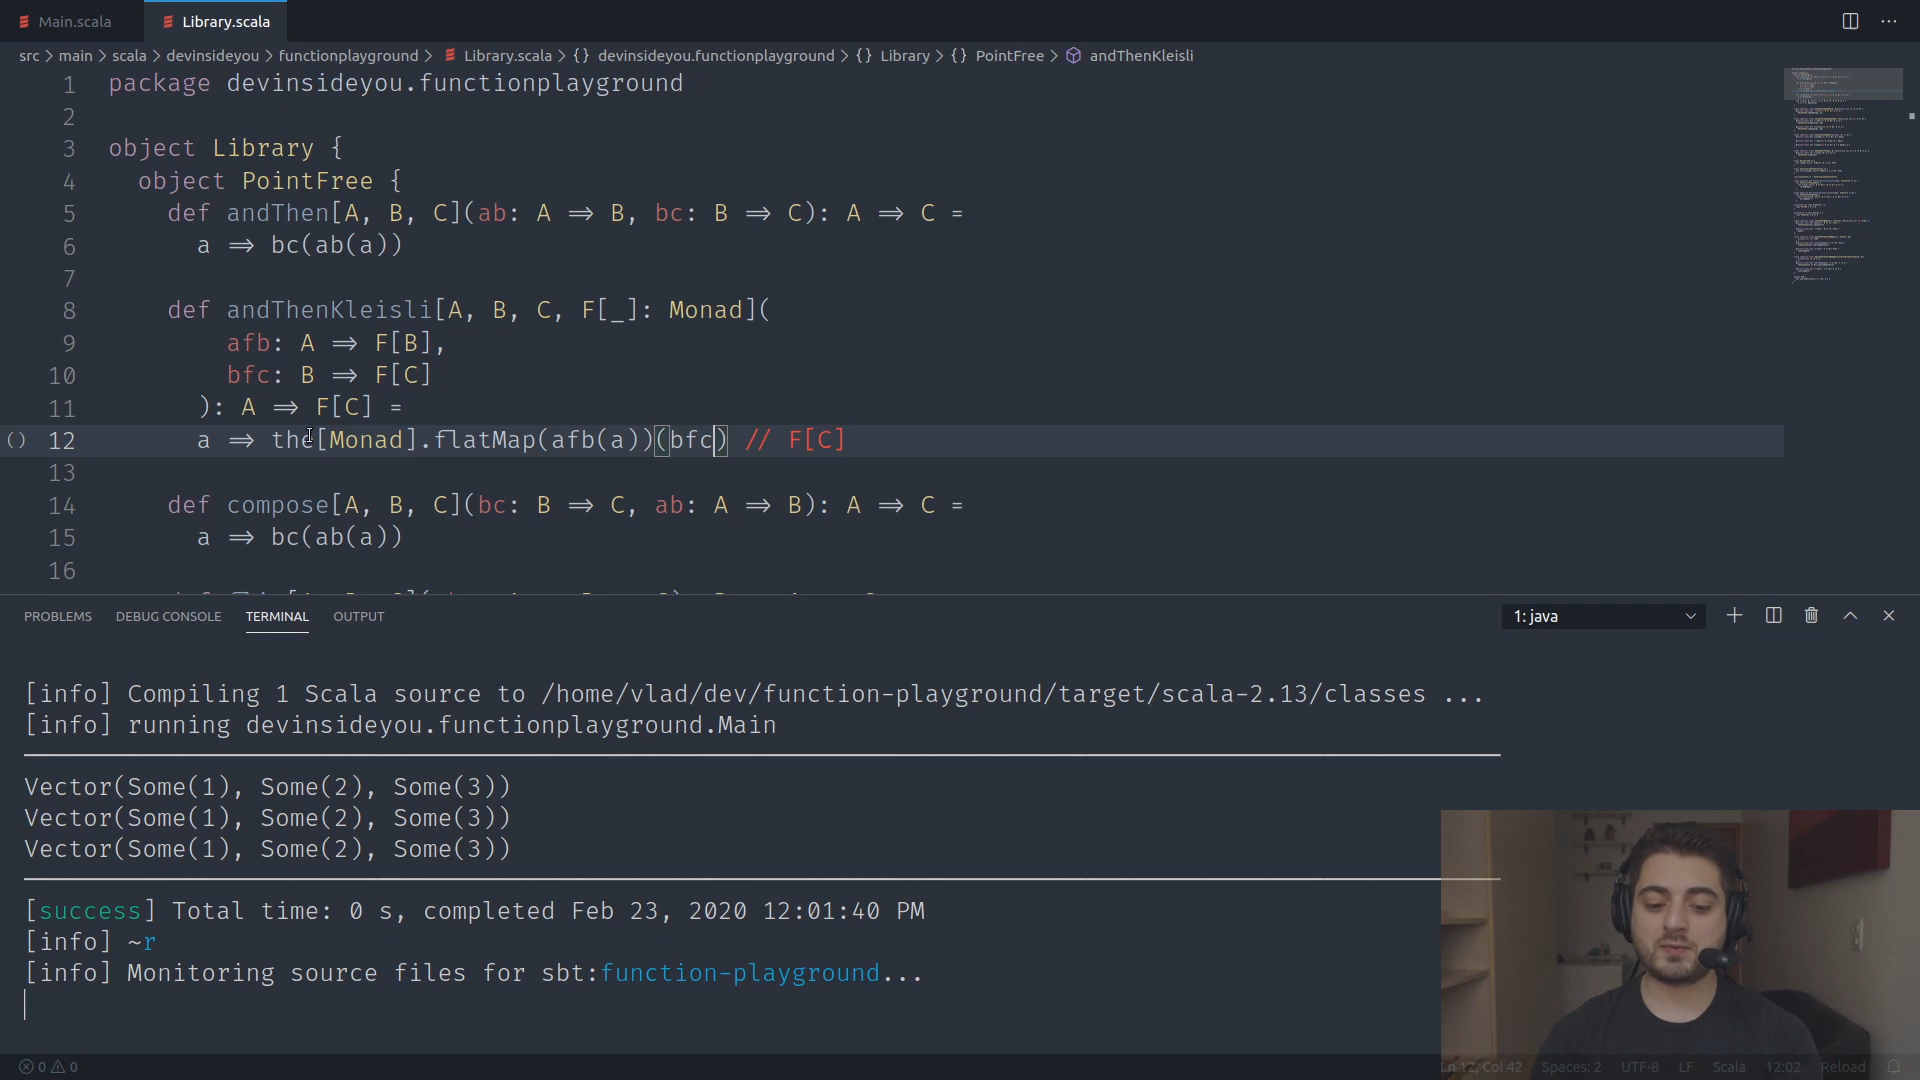 Main.scala
Library.scala
src > main > scala > devinsideyou > functionplayground > Library.scala > {} devinsideyou.functionplayground > {} Library > {} PointFree > andThenKleisli
1 package devinsideyou.functionplayground
2
3 object Library {
4 object PointFree {
5 def andThen[A, B, C](ab: A => B, bc: B => C): A => C =
6 a => bc(ab(a))
7
8 def andThenKleisli[A, B, C, F[_]: Monad](
9 afb: A => F[B],
10 bfc: B => F[C]
11 ): A => F[C] =
12 a => the[Monad].flatMap(afb(a))(bfc) // F[C]
13
14 def compose[A, B, C](bc: B => C, ab: A => B): A => C =
15 a => bc(ab(a))
16
PROBLEMS DEBUG CONSOLE TERMINAL OUTPUT 1: java
[info] Compiling 1 Scala source to /home/vlad/dev/function-playground/target/scala-2.13/classes ...
[info] running devinsideyou.functionplayground.Main
Vector(Some(1), Some(2), Some(3))
Vector(Some(1), Some(2), Some(3))
Vector(Some(1), Some(2), Some(3))
[success] Total time: 0 s, completed Feb 23, 2020 12:01:40 PM
[info] ~r
[info] Monitoring source files for sbt:function-playground...
0 0 Ln 12, Col 42 Spaces: 2 UTF-8 LF Scala 12:02 Reload